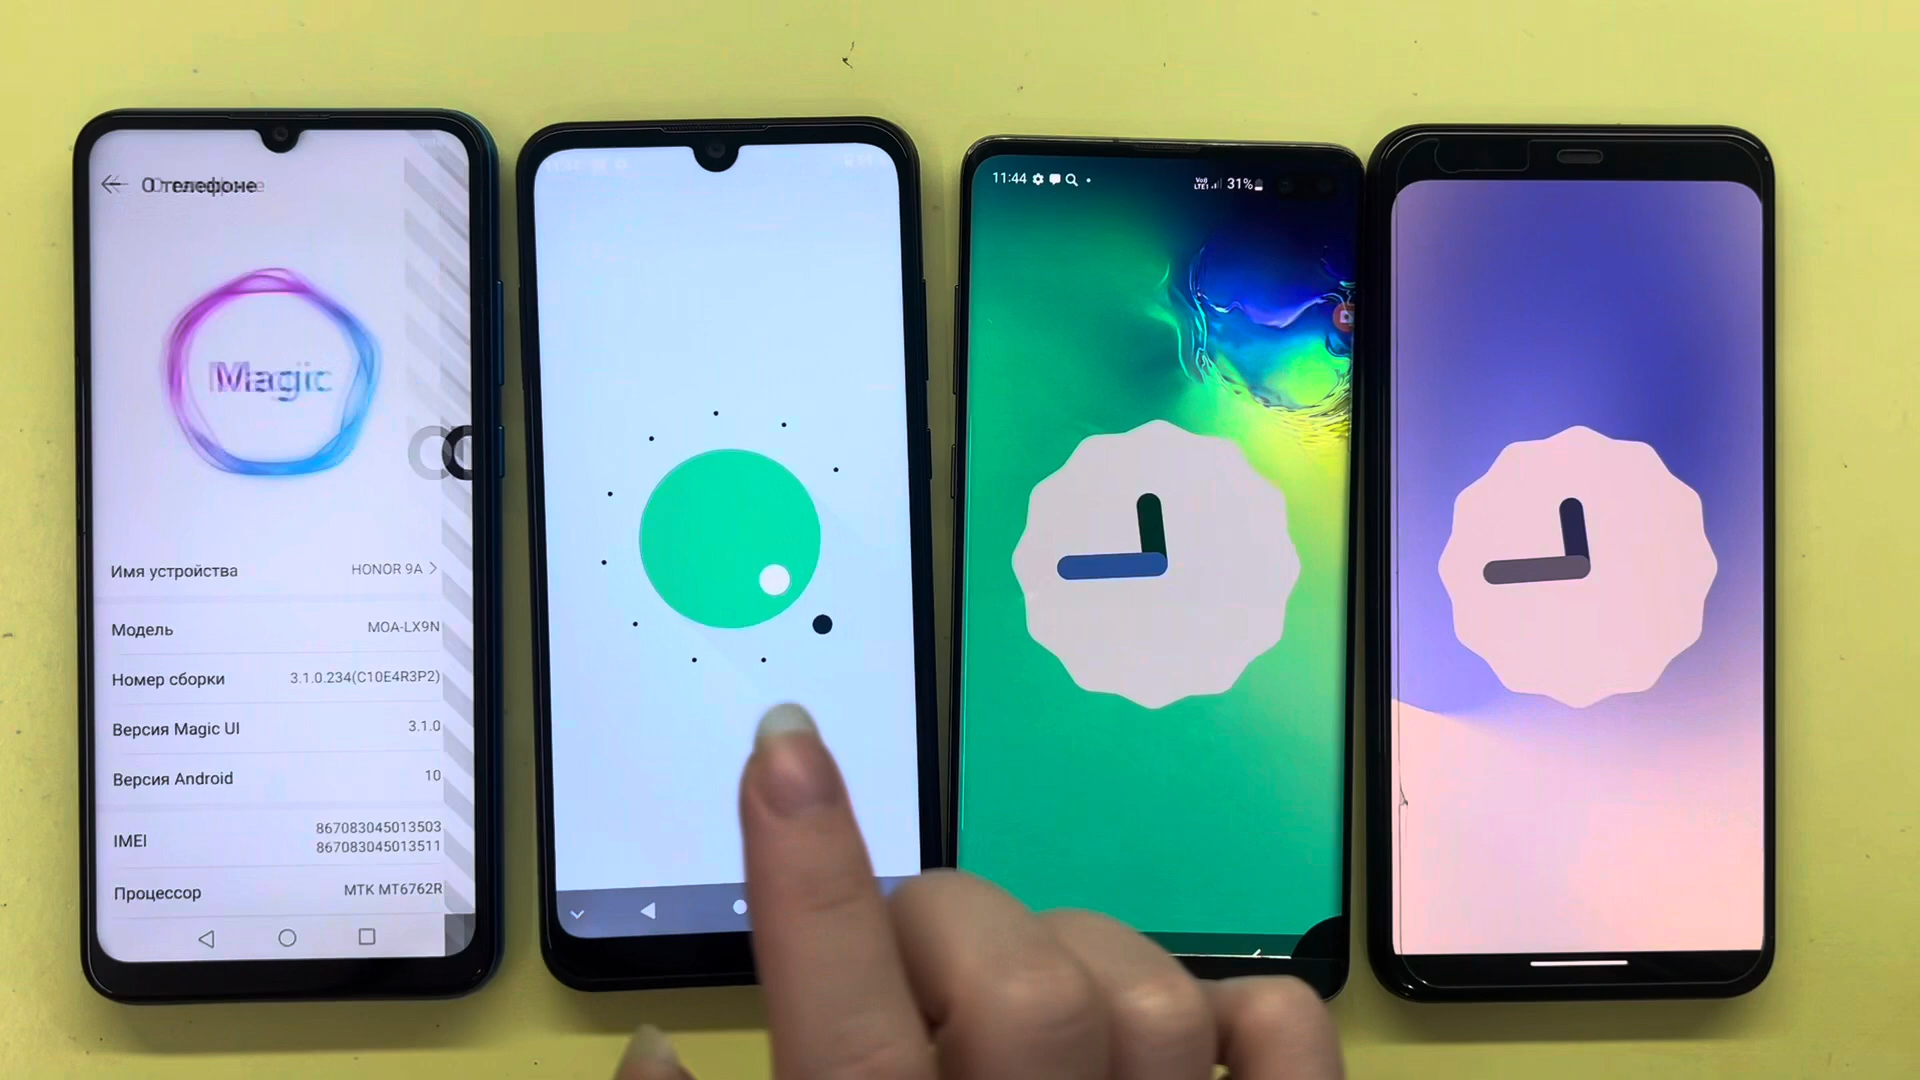 О телефоне
Magic
Имя устройства HONOR 9A
Модель MOA-LX9N
Номер сборки 3.1.0.234(C10E4R3P2)
Версия Magic UI 3.1.0
Версия Android 10
IMEI 867083045013503
867083045013511
Процессор MTK MT6762R
11:44
31%